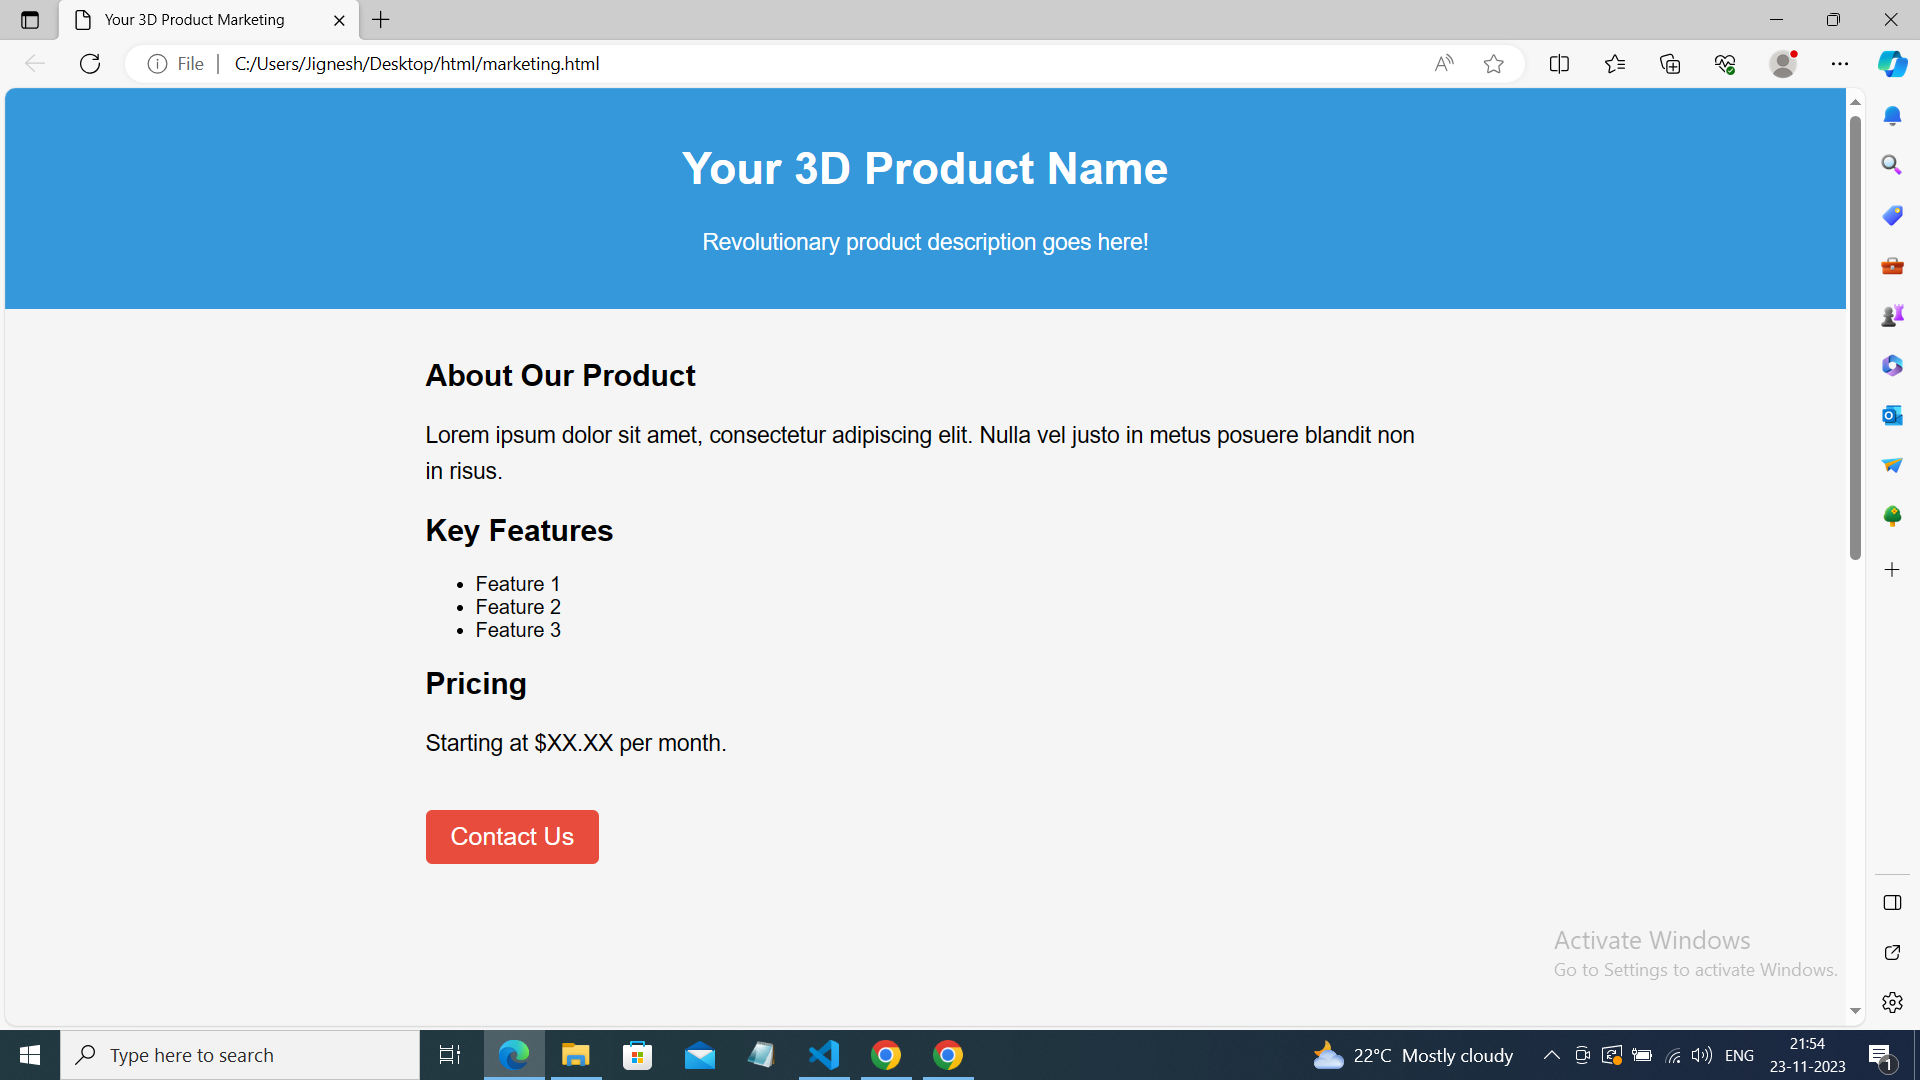 Your 3D Product Marketing
File
C:/Users/Jignesh/Desktop/html/marketing.html
Your 3D Product Name
Revolutionary product description goes here!
About Our Product
Lorem ipsum dolor sit amet, consectetur adipiscing elit. Nulla vel justo in metus posuere blandit non
in risus.
Key Features
• Feature 1
• Feature 2
• Feature 3
Pricing
Starting at $XX.XX per month.
Contact Us
Activate Windows
Go to Settings to activate Windows.
Type here to search
22°C Mostly cloudy
ENG
21:54
23-11-2023
1